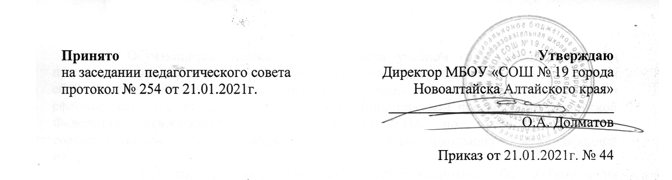 Принято
на заседании педагогического совета
протокол № 254 от 21.01.2021г.
Утверждаю
Директор МБОУ «СОШ № 19 города
Новоалтайска Алтайского края»
О.А. Долматов
Приказ от 21.01.2021г. № 44